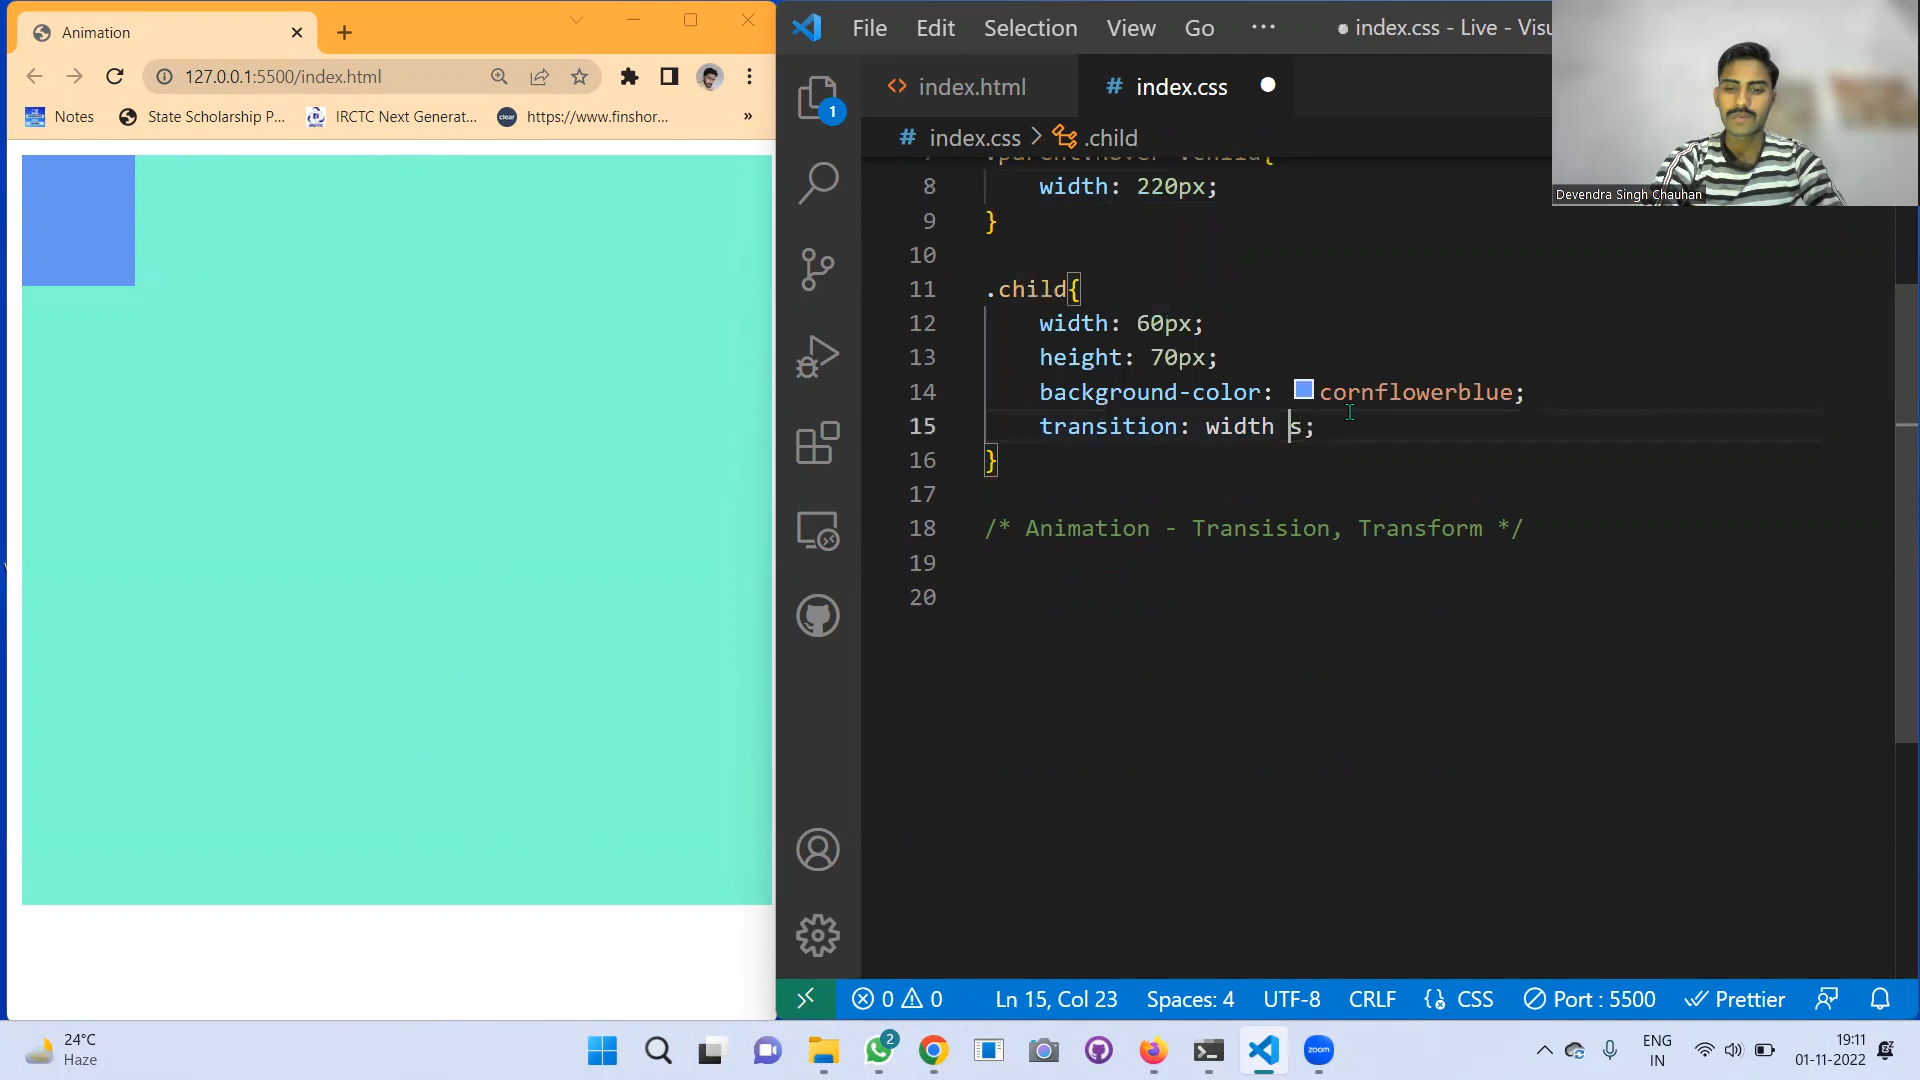 Animation
127.0.0.1:5500/index.html
Notes
State Scholarship P...
IRCTC Next Generat...
clear
https://www.finshor...
»
File Edit Selection View Go ···
index.css - Live - Visu
1
<> index.html
# index.css
# index.css > .child
Devendra Singh Chauhan
8 width: 220px;
9 }
10
11 .child{
12 width: 60px;
13 height: 70px;
14 background-color: cornflowerblue;
15 transition: width s;
16 }
17
18 /* Animation - Transision, Transform */
19
20
0 0
Ln 15, Col 23
Spaces: 4
UTF-8
CRLF
CSS
Port : 5500
Prettier
24°C
Haze
2
zoom
ENG
IN
19:11
01-11-2022